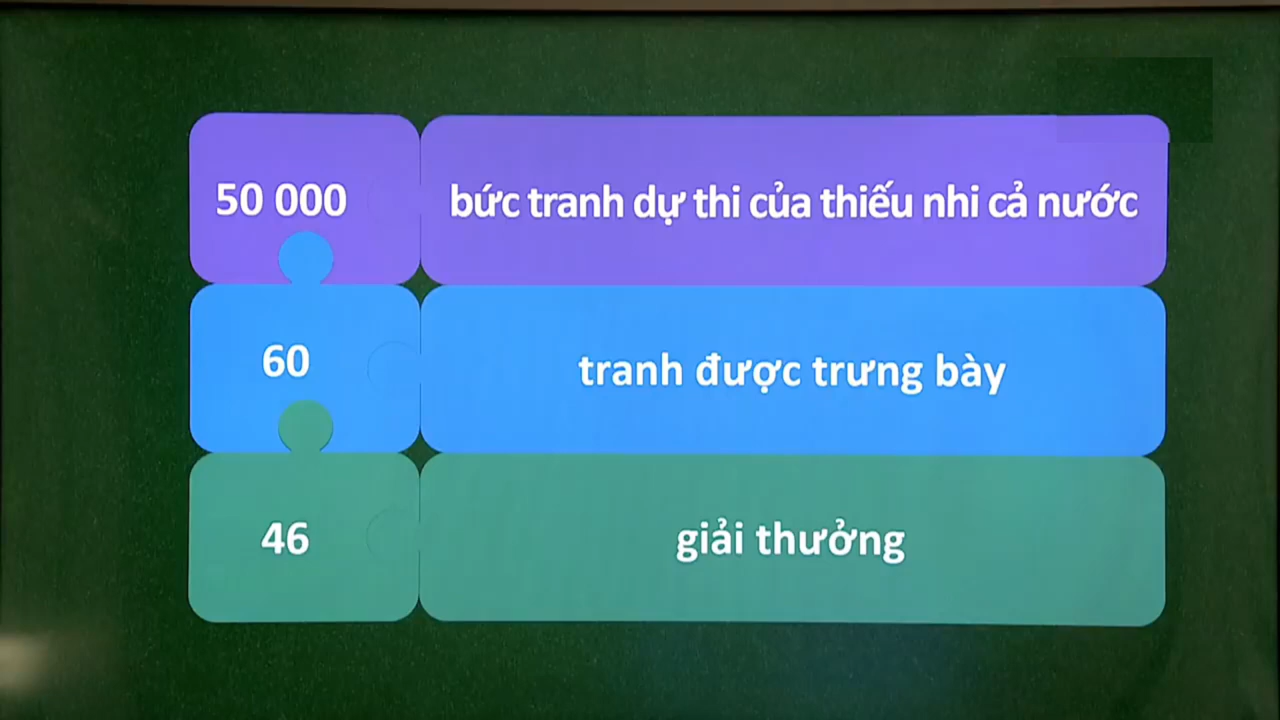 50 000 bức tranh dự thi của thiếu nhi cả nước
60 tranh được trưng bày
46 giải thưởng